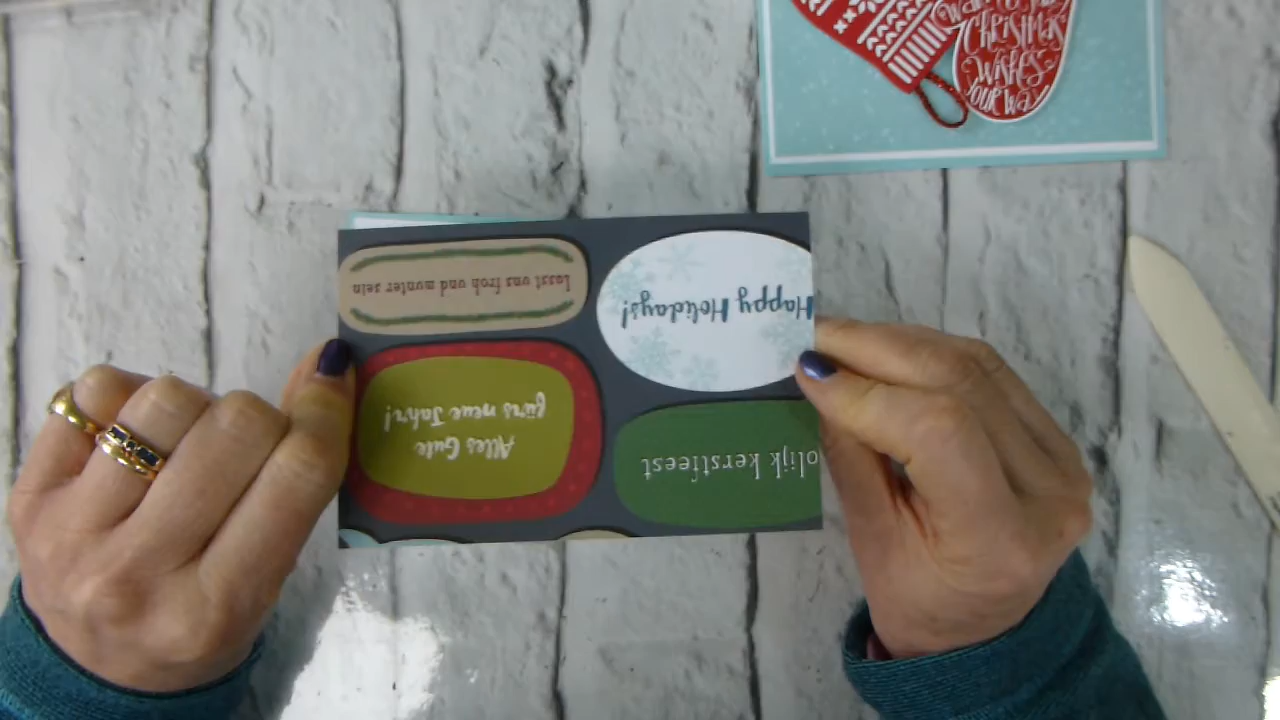 Christmas
Wishes
your way
Lasst uns froh und munter sein
Happy Holidays!
Alles Gute
fürs neue Jahr!
olijk kerstfeest